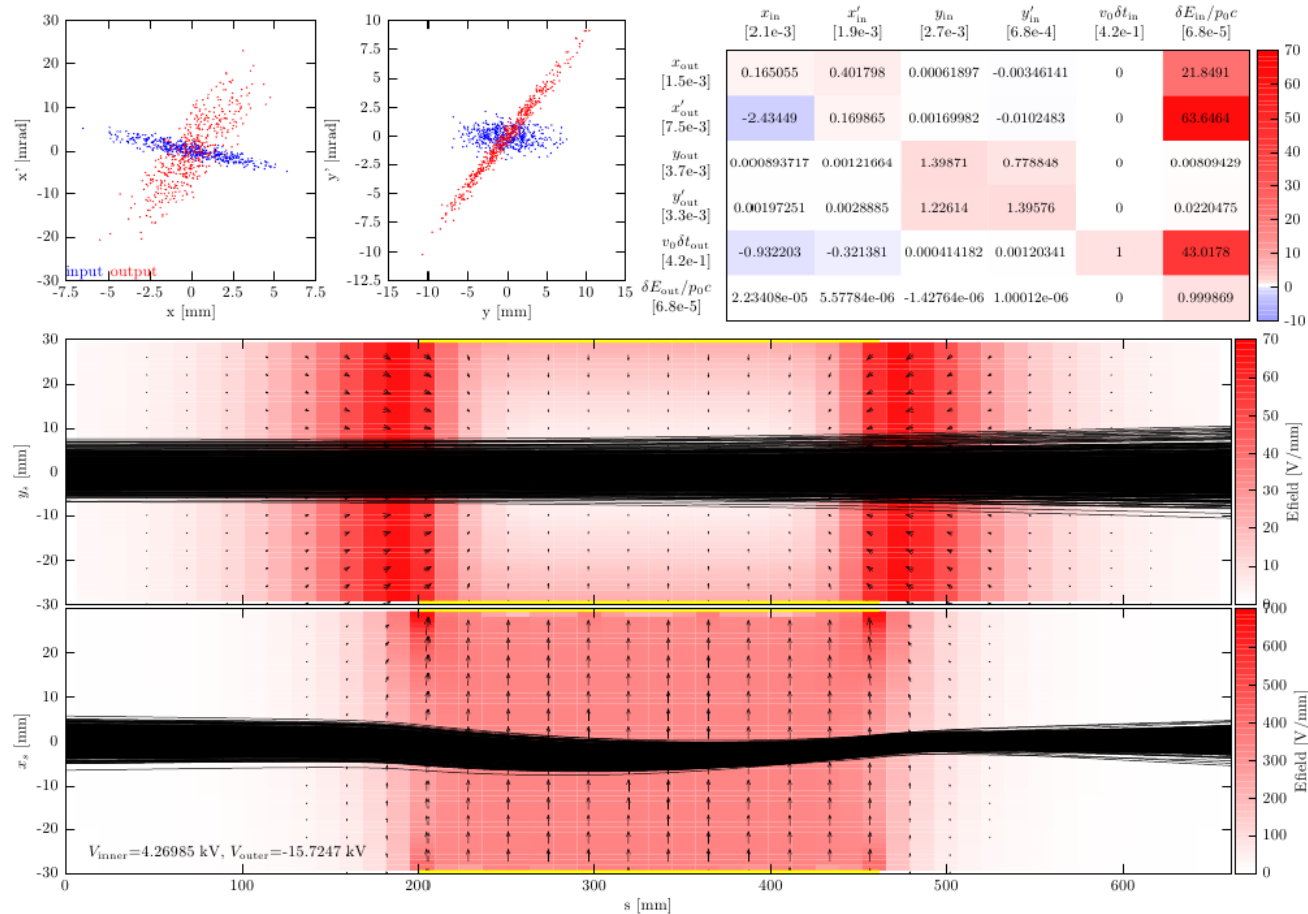 30
20
10
0
−10
−20
−30
x' [mrad]
input output
−7.5 −5 −2.5 0 2.5 5 7.5
x [mm]
10
7.5
5
2.5
0
−2.5
−5
−7.5
−10
−12.5
y' [mrad]
−15 −10 −5 0 5 10 15
y [mm]
x_in x′_in y_in y′_in v₀δt_in δE_in/p₀c
[2.1e-3] [1.9e-3] [2.7e-3] [6.8e-4] [4.2e-1] [6.8e-5]
x_out
[1.5e-3]
0.165055 0.401798 0.00061897 -0.00346141 0 21.8491
x′_out
[7.5e-3]
-2.43449 0.169865 0.00169982 -0.0102483 0 63.6464
y_out
[3.7e-3]
0.000893717 0.00121664 1.39871 0.778848 0 0.00809429
y′_out
[3.3e-3]
0.00197251 0.0028885 1.22614 1.39576 0 0.0220475
v₀δt_out
[4.2e-1]
-0.932203 -0.321381 0.000414182 0.00120341 1 43.0178
δE_out/p₀c
[6.8e-5]
2.23408e-05 5.57784e-06 -1.42764e-06 1.00012e-06 0 0.999869
70
60
50
40
30
20
10
0
-10
30
20
10
0
−10
−20
−30
y_s [mm]
70
60
50
40
30
20
10
0
Efield [V/mm]
20
10
0
−10
−20
−30
x_s [mm]
V_inner=4.26985 kV, V_outer=-15.7247 kV
700
600
500
400
300
200
100
0
Efield [V/mm]
0 100 200 300 400 500 600
s [mm]